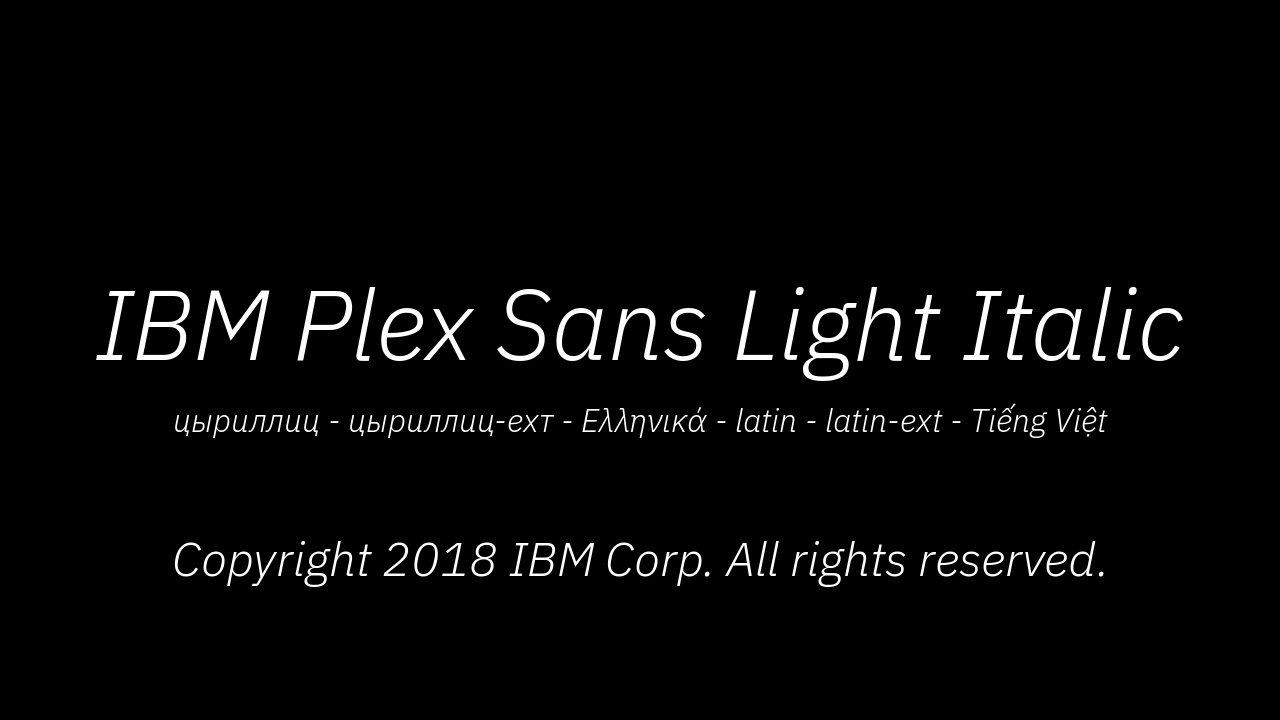 IBM Plex Sans Light Italic
цыриллиц - цыриллиц-ехт - Ελληνικά - latin - latin-ext - Tiếng Việt
Copyright 2018 IBM Corp. All rights reserved.